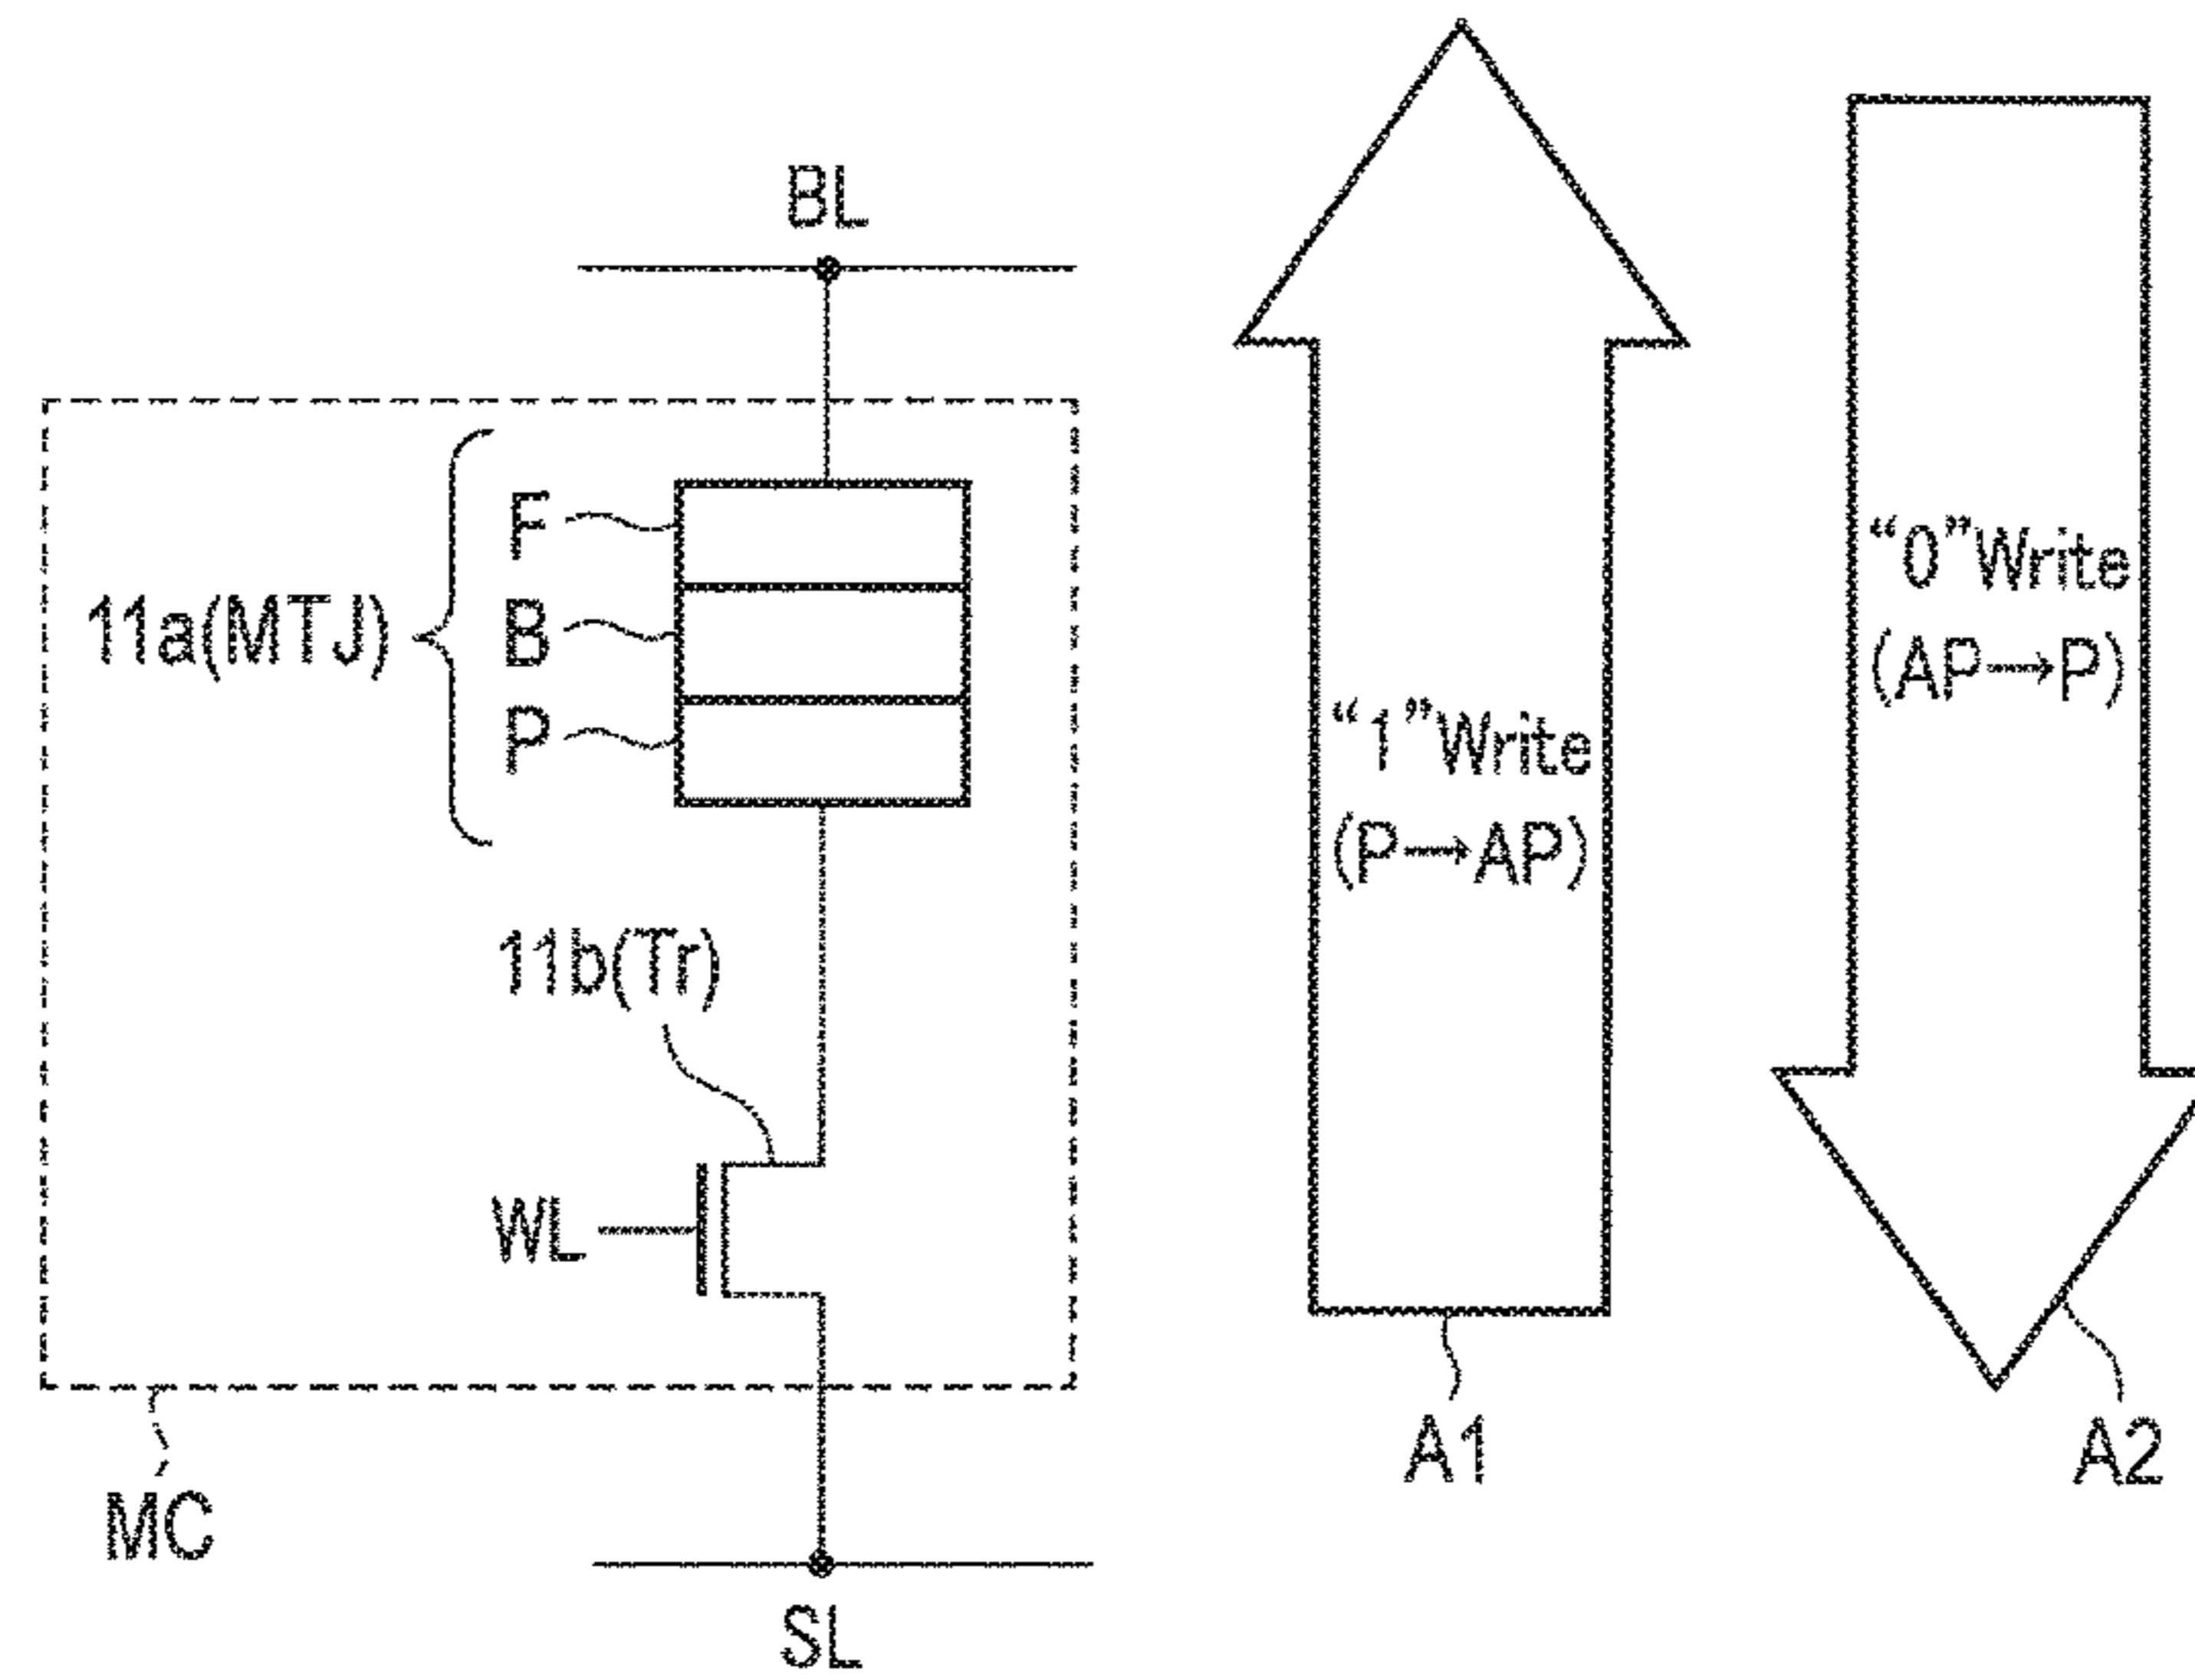 BL
F
11a(MTJ)
B
P
11b(Tr)
WL
MC
SL
“1”Write
(P→AP)
A1
“0”Write
(AP→P)
A2